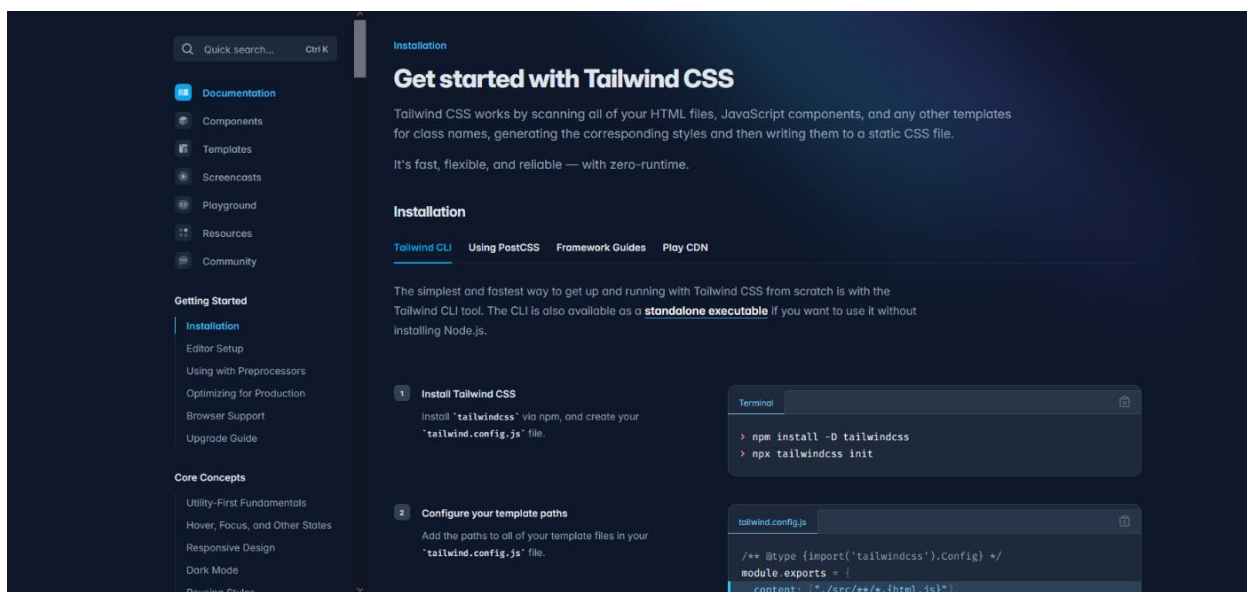 Quick search...
Ctrl K
Documentation
Components
Templates
Screencasts
Playground
Resources
Community
Getting Started
Installation
Editor Setup
Using with Preprocessors
Optimizing for Production
Browser Support
Upgrade Guide
Core Concepts
Utility-First Fundamentals
Hover, Focus, and Other States
Responsive Design
Dark Mode
Installation
Get started with Tailwind CSS
Tailwind CSS works by scanning all of your HTML files, JavaScript components, and any other templates
for class names, generating the corresponding styles and then writing them to a static CSS file.
It's fast, flexible, and reliable — with zero-runtime.
Installation
Tailwind CLI Using PostCSS Framework Guides Play CDN
The simplest and fastest way to get up and running with Tailwind CSS from scratch is with the
Tailwind CLI tool. The CLI is also available as a standalone executable if you want to use it without
installing Node.js.
1 Install Tailwind CSS
Install `tailwindcss` via npm, and create your
`tailwind.config.js` file.
Terminal
> npm install -D tailwindcss
> npx tailwindcss init
2 Configure your template paths
Add the paths to all of your template files in your
`tailwind.config.js` file.
tailwind.config.js
/** @type {import('tailwindcss').Config} */
module.exports = {
content: ["./src/**/*.{html,js}"],